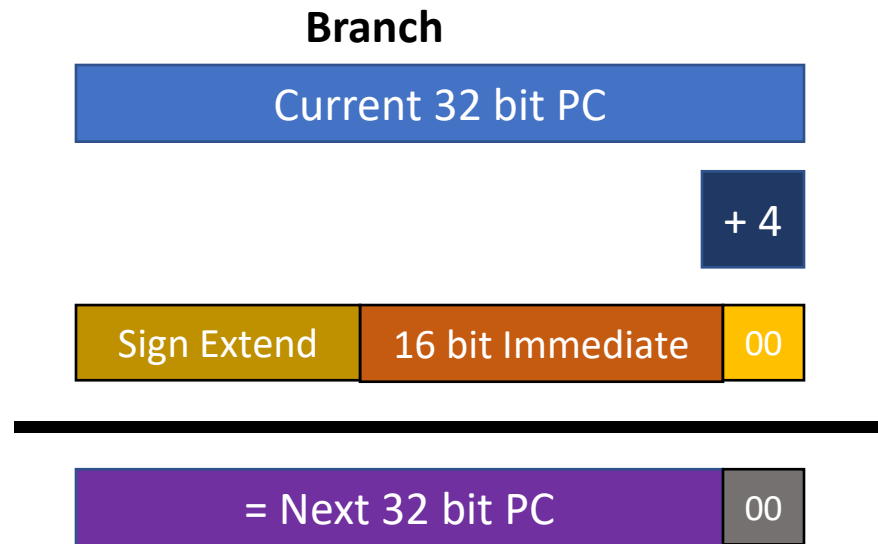 Branch
Current 32 bit PC
+ 4
Sign Extend 16 bit Immediate 00
= Next 32 bit PC 00